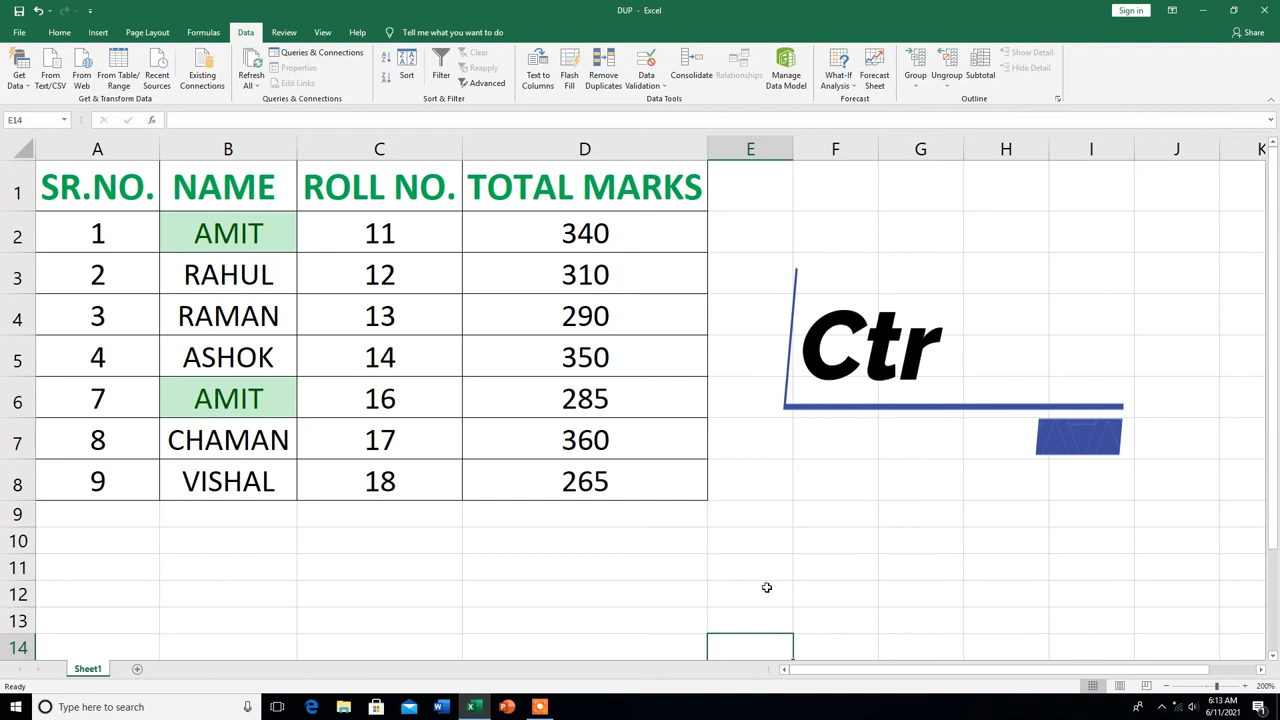 DUP - Excel
Sign in
File Home Insert Page Layout Formulas Data Review View Help Tell me what you want to do
Share
Get Data
From Text/CSV
From Web
From Table/Range
Recent Sources
Existing Connections
Get & Transform Data
Refresh All
Queries & Connections
Properties
Edit Links
Queries & Connections
Sort
Filter
Clear
Reapply
Advanced
Sort & Filter
Text to Columns
Flash Fill
Remove Duplicates
Data Validation
Consolidate
Relationships
Manage Data Model
Data Tools
What-If Analysis
Forecast Sheet
Forecast
Group
Ungroup
Subtotal
Show Detail
Hide Detail
Outline
E14
fx
A B C D E F G H I J K
1 SR.NO. NAME ROLL NO. TOTAL MARKS
2 1 AMIT 11 340
3 2 RAHUL 12 310
4 3 RAMAN 13 290
5 4 ASHOK 14 350
6 7 AMIT 16 285
7 8 CHAMAN 17 360
8 9 VISHAL 18 265
9
10
11
12
13
14
Ctr
Sheet1
Ready
200%
Type here to search
6:13 AM
6/11/2021